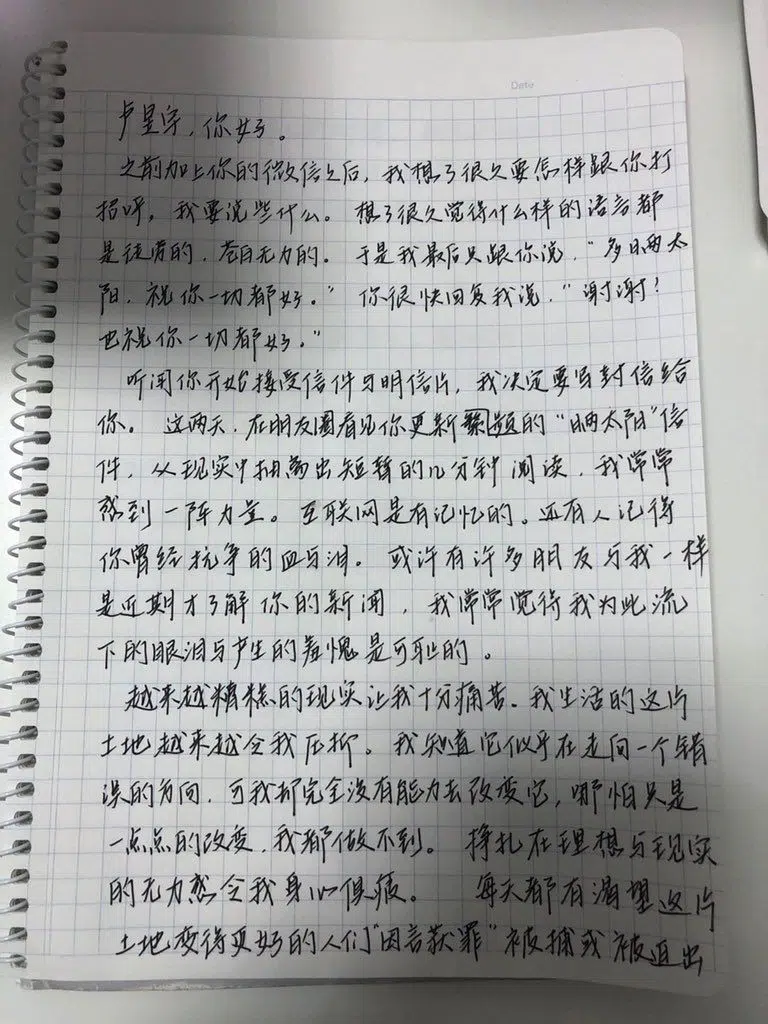 Date
卢昱宇，你好。
之前加上你的微信之后，我想了很久要怎样跟你打
招呼，我要说些什么。想了很久觉得什么样的语言都
是徒劳的，苍白无力的。于是我最后只跟你说，“多晒太
阳，祝你一切都好。”你很快回复我说，“谢谢！
也祝你一切都好。”
听闻你开始接受信件与明信片，我决定要写封信给
你。这两天，在朋友圈看见你更新的“晒太阳”信
件，从现实中抽离出短暂的几分钟阅读，我常常
感到一阵力量。互联网是有记忆的。还有人记得
你曾经抗争的血与泪。或许有许多朋友与我一样
是近期才了解你的新闻，我常常觉得我为此流
下的眼泪与产生的羞愧是可耻的。
越来越糟糕的现实让我十分痛苦。我生活的这片
土地越来越令我压抑。我知道它似乎在走向一个错
误的方向，可我却完全没有能力去改变它，哪怕只是
一点点的改变，我都做不到。挣扎在理想与现实
的无力感令我身心俱疲。每天都有渴望这片
土地变得更好的人们“因言获罪”被捕或被迫出